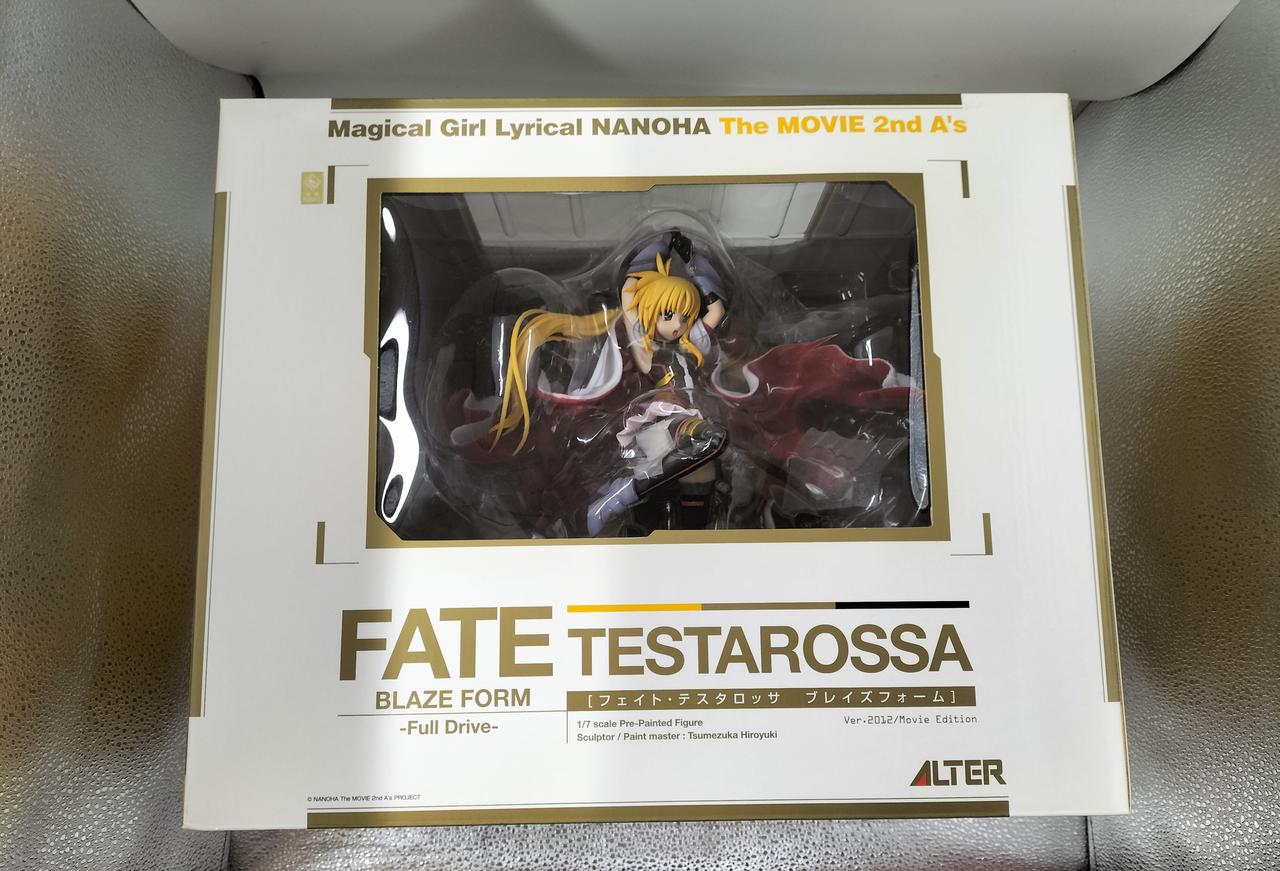 Magical Girl Lyrical NANOHA The MOVIE 2nd A's
FATE TESTAROSSA
BLAZE FORM
[フェイト・テスタロッサ ブレイズフォーム]
-Full Drive-
1/7 scale Pre-Painted Figure
Sculptor / Paint master : Tsumezuka Hiroyuki
Ver.2012/Movie Edition
ALTER
© NANOHA The MOVIE 2nd A's PROJECT